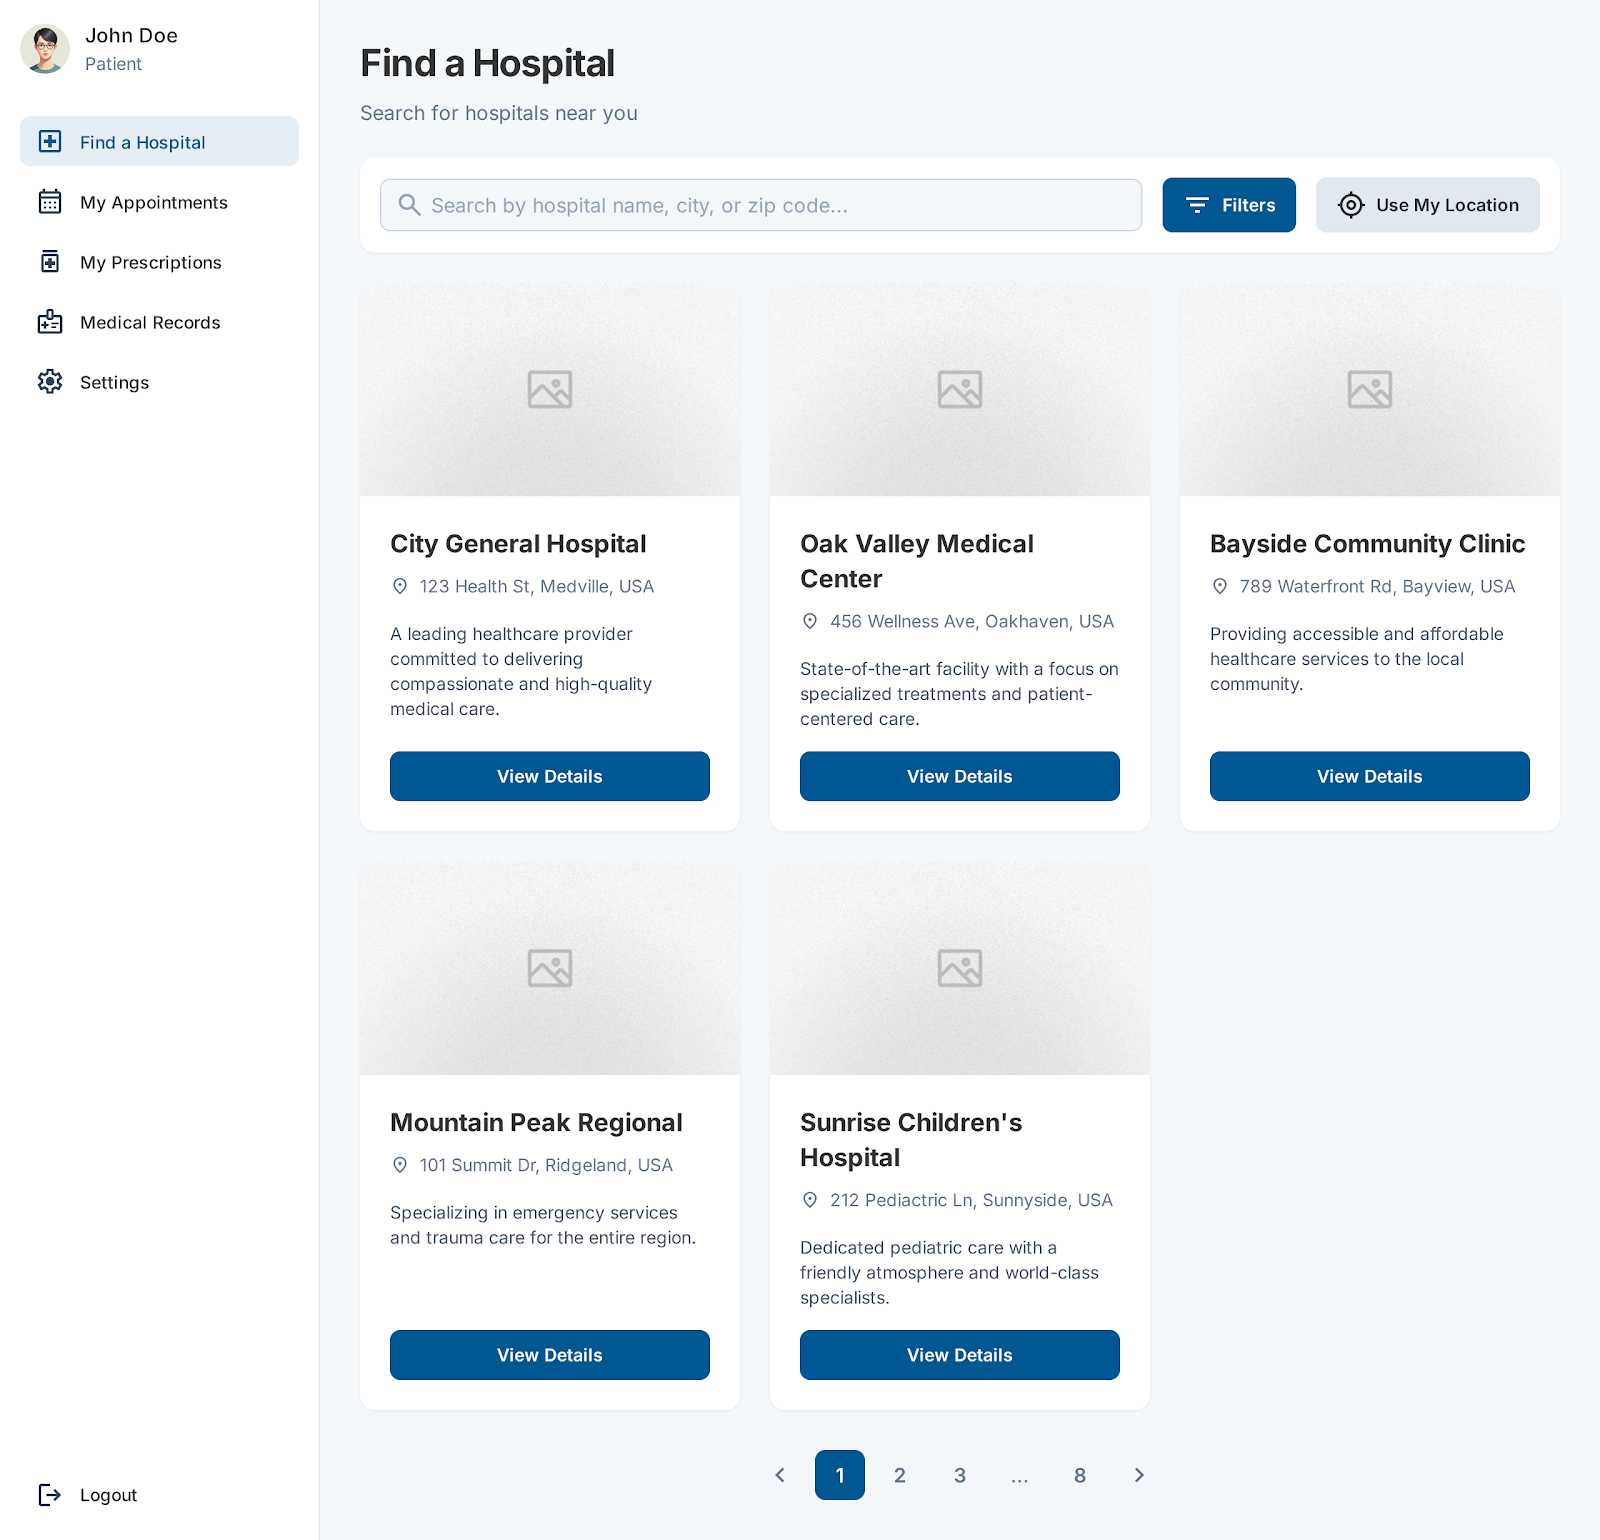 John Doe
Patient
Find a Hospital
My Appointments
My Prescriptions
Medical Records
Settings
Logout
Find a Hospital
Search for hospitals near you
Search by hospital name, city, or zip code...
Filters
Use My Location
City General Hospital
123 Health St, Medville, USA
A leading healthcare provider
committed to delivering
compassionate and high-quality
medical care.
View Details
Oak Valley Medical
Center
456 Wellness Ave, Oakhaven, USA
State-of-the-art facility with a focus on
specialized treatments and patient-
centered care.
View Details
Bayside Community Clinic
789 Waterfront Rd, Bayview, USA
Providing accessible and affordable
healthcare services to the local
community.
View Details
Mountain Peak Regional
101 Summit Dr, Ridgeland, USA
Specializing in emergency services
and trauma care for the entire region.
View Details
Sunrise Children's
Hospital
212 Pediactric Ln, Sunnyside, USA
Dedicated pediatric care with a
friendly atmosphere and world-class
specialists.
View Details
1 2 3 ... 8